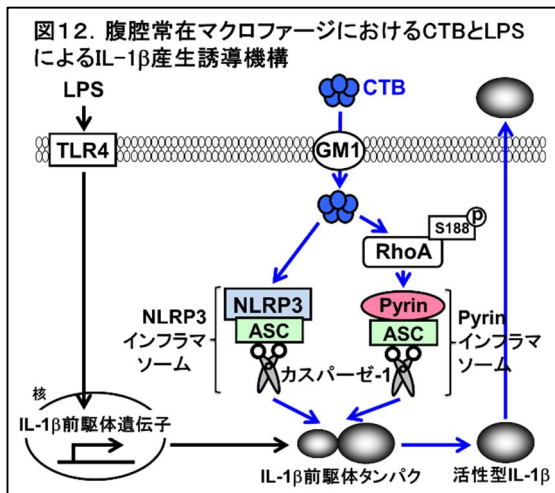 図12. 腹腔常在マクロファージにおけるCTBとLPS
によるIL-1β産生誘導機構
LPS
CTB
TLR4
GM1
S188
p
RhoA
NLRP3
ASC
Pyrin
ASC
NLRP3
インフラマ
ソーム
カスパーゼ-1
Pyrin
インフラマ
ソーム
核
IL-1β前駆体遺伝子
IL-1β前駆体タンパク
活性型IL-1β